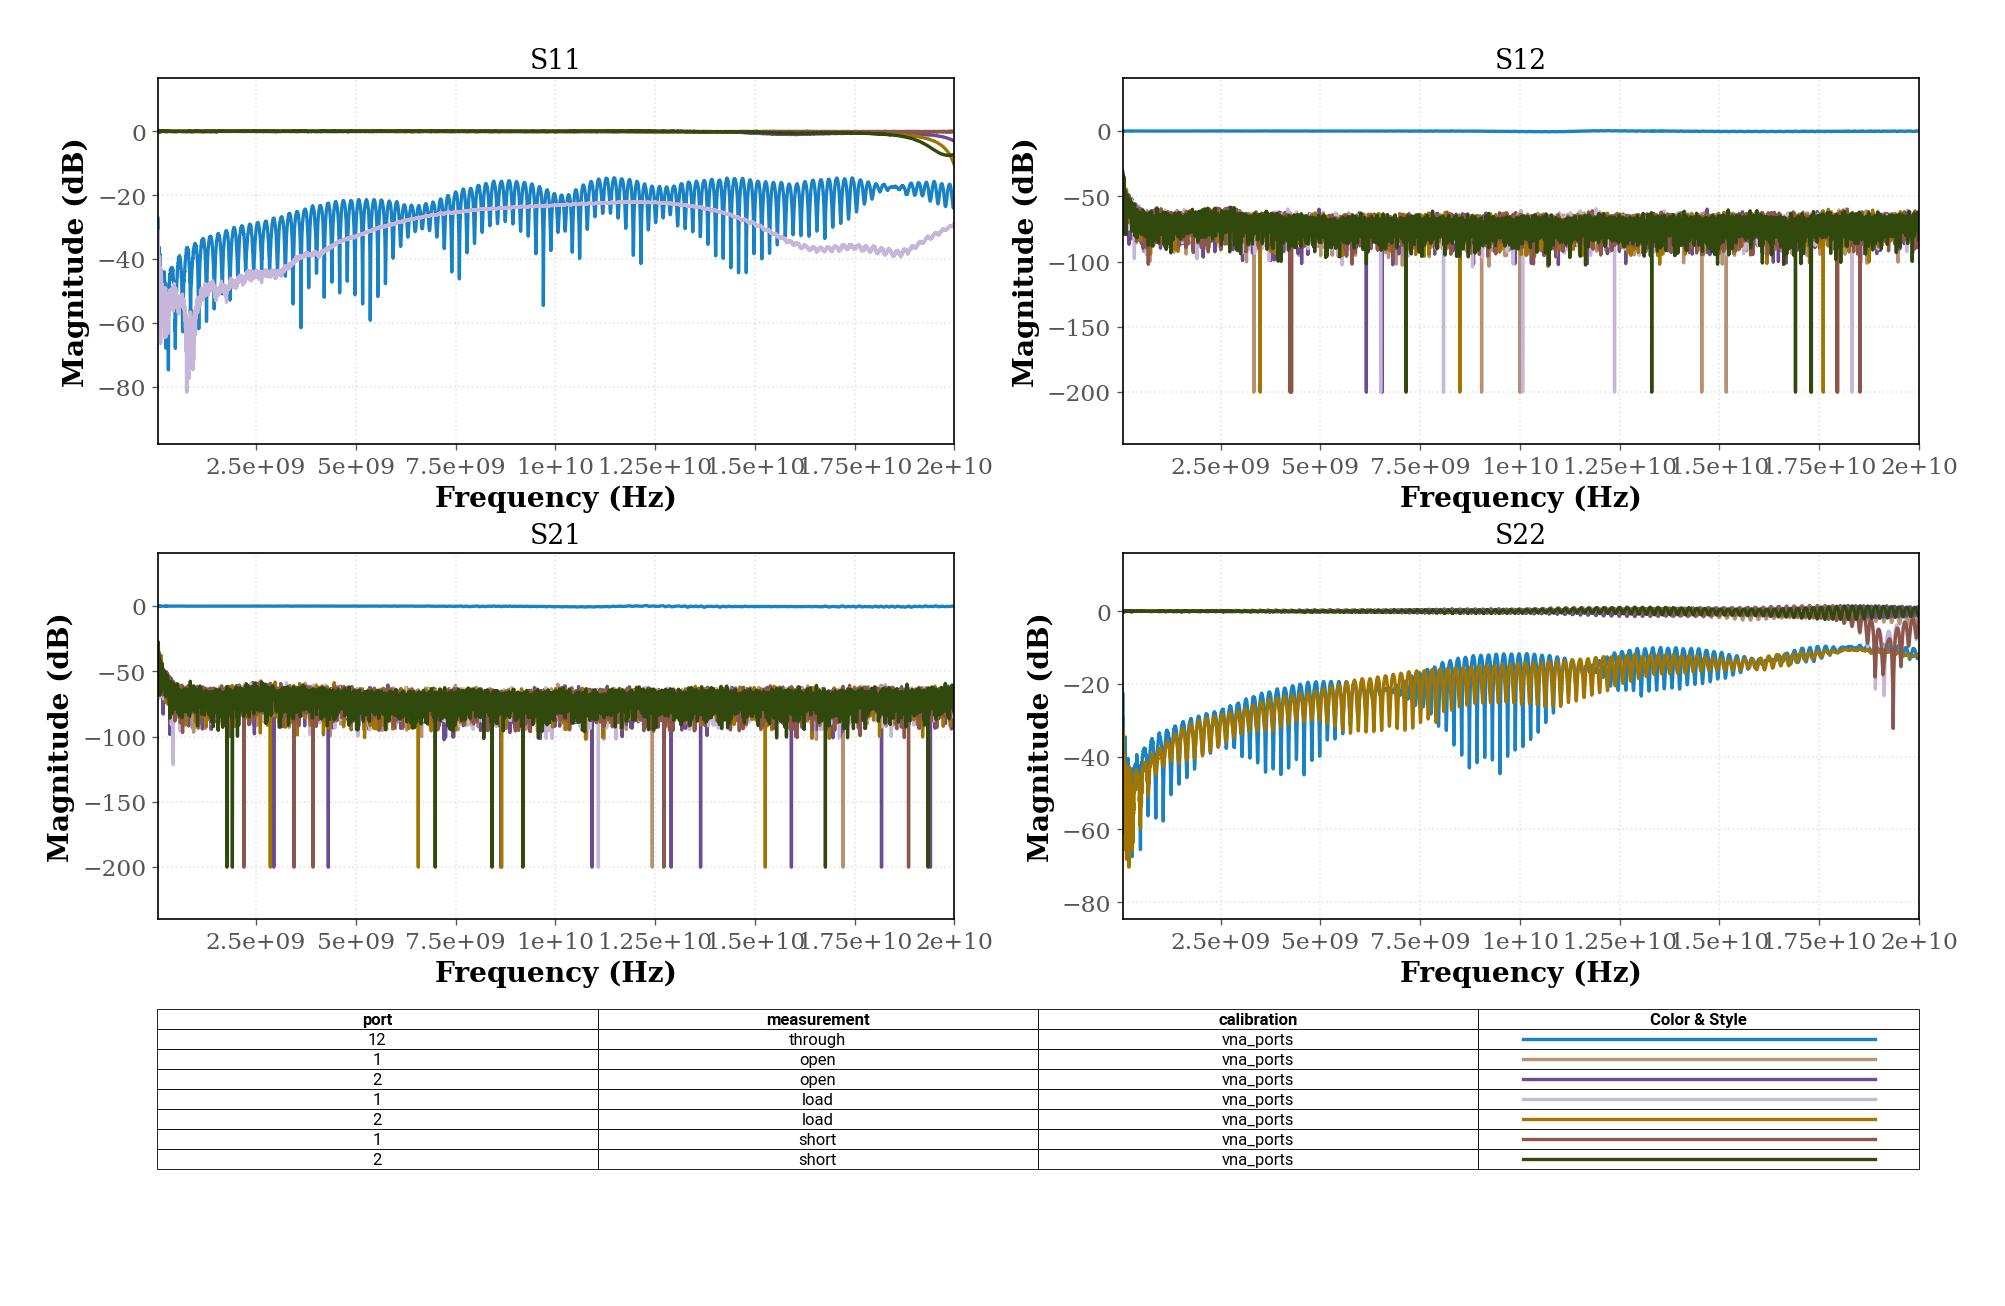 S11
0
−20
−40
−60
−80
Magnitude (dB)
2.5e+09 5e+09 7.5e+09 1e+10 1.25e+10 1.5e+10 1.75e+10 2e+10
Frequency (Hz)
S12
0
−50
−100
−150
−200
Magnitude (dB)
2.5e+09 5e+09 7.5e+09 1e+10 1.25e+10 1.5e+10 1.75e+10 2e+10
Frequency (Hz)
S21
0
−50
−100
−150
−200
Magnitude (dB)
2.5e+09 5e+09 7.5e+09 1e+10 1.25e+10 1.5e+10 1.75e+10 2e+10
Frequency (Hz)
S22
0
−20
−40
−60
−80
Magnitude (dB)
2.5e+09 5e+09 7.5e+09 1e+10 1.25e+10 1.5e+10 1.75e+10 2e+10
Frequency (Hz)
port measurement calibration Color & Style
12 through vna_ports
1 open vna_ports
2 open vna_ports
1 load vna_ports
2 load vna_ports
1 short vna_ports
2 short vna_ports